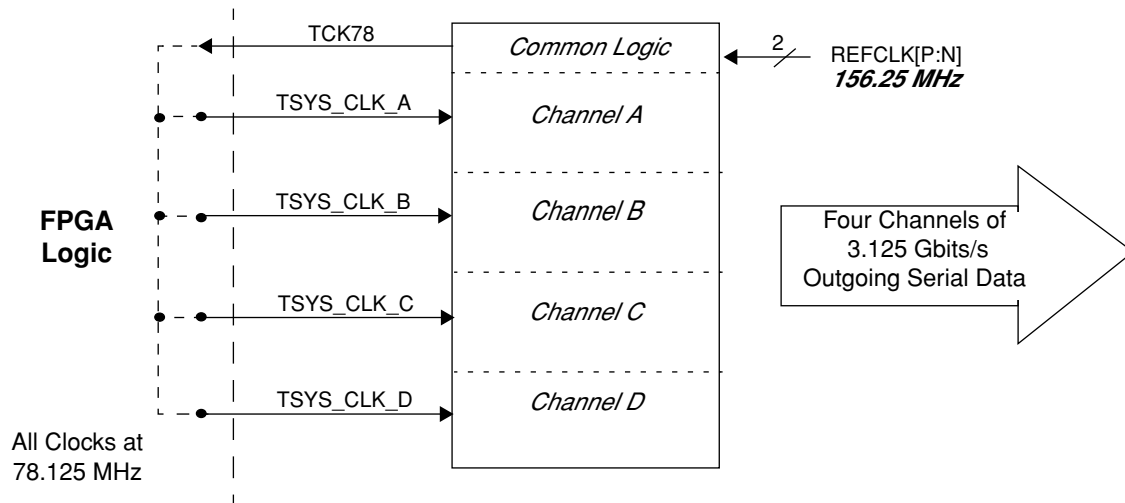 TCK78
Common Logic
2
REFCLK[P:N]
156.25 MHz
TSYS_CLK_A
Channel A
TSYS_CLK_B
Channel B
FPGA
Logic
Four Channels of
3.125 Gbits/s
Outgoing Serial Data
TSYS_CLK_C
Channel C
TSYS_CLK_D
Channel D
All Clocks at
78.125 MHz